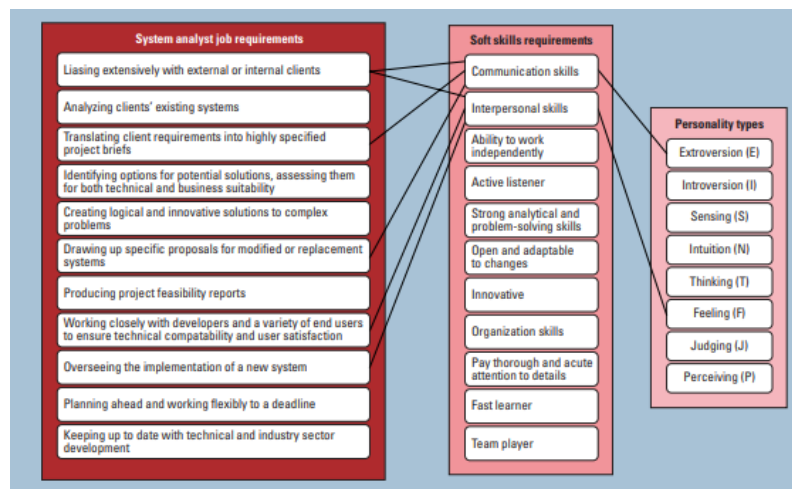 System analyst job requirements
Liasing extensively with external or internal clients
Analyzing clients' existing systems
Translating client requirements into highly specified
project briefs
Identifying options for potential solutions, assessing them
for both technical and business suitability
Creating logical and innovative solutions to complex
problems
Drawing up specific proposals for modified or replacement
systems
Producing project feasibility reports
Working closely with developers and a variety of end users
to ensure technical compatability and user satisfaction
Overseeing the implementation of a new system
Planning ahead and working flexibly to a deadline
Keeping up to date with technical and industry sector
development
Soft skills requirements
Communication skills
Interpersonal skills
Ability to work
independently
Active listener
Strong analytical and
problem-solving skills
Open and adaptable
to changes
Innovative
Organization skills
Pay thorough and acute
attention to details
Fast learner
Team player
Personality types
Extroversion (E)
Introversion (I)
Sensing (S)
Intuition (N)
Thinking (T)
Feeling (F)
Judging (J)
Perceiving (P)